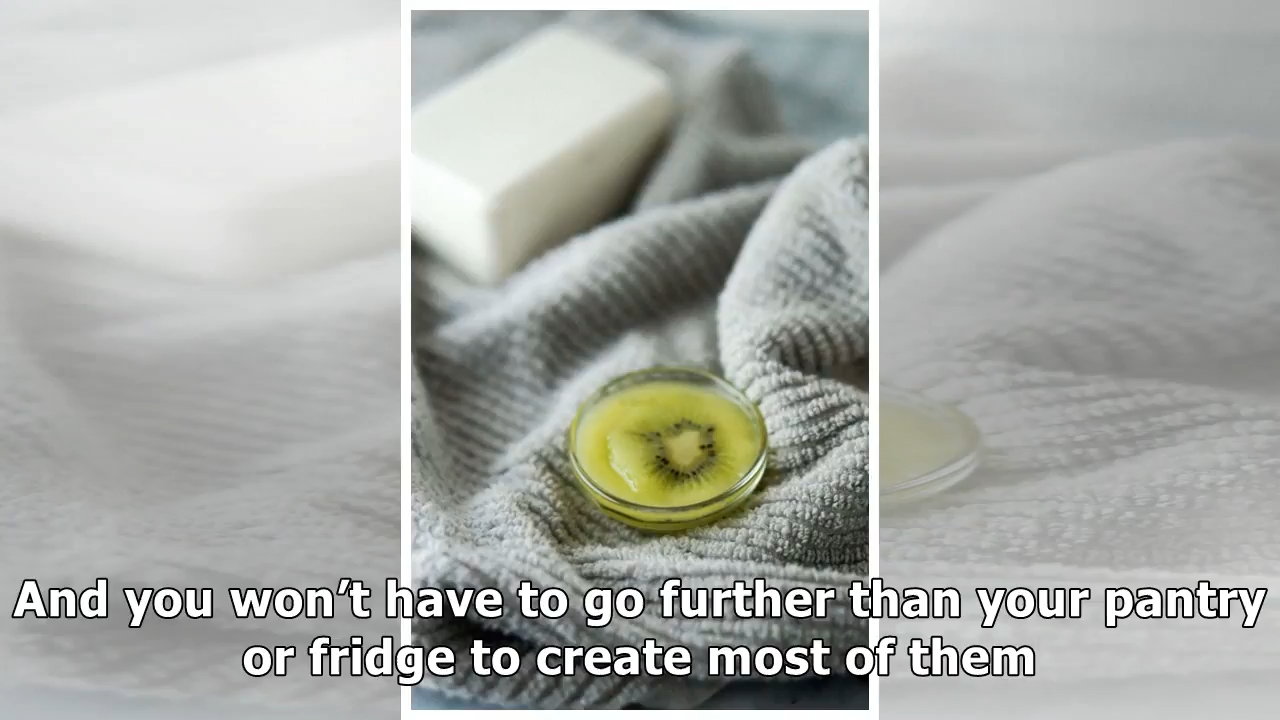 And you won’t have to go further than your pantry
or fridge to create most of them